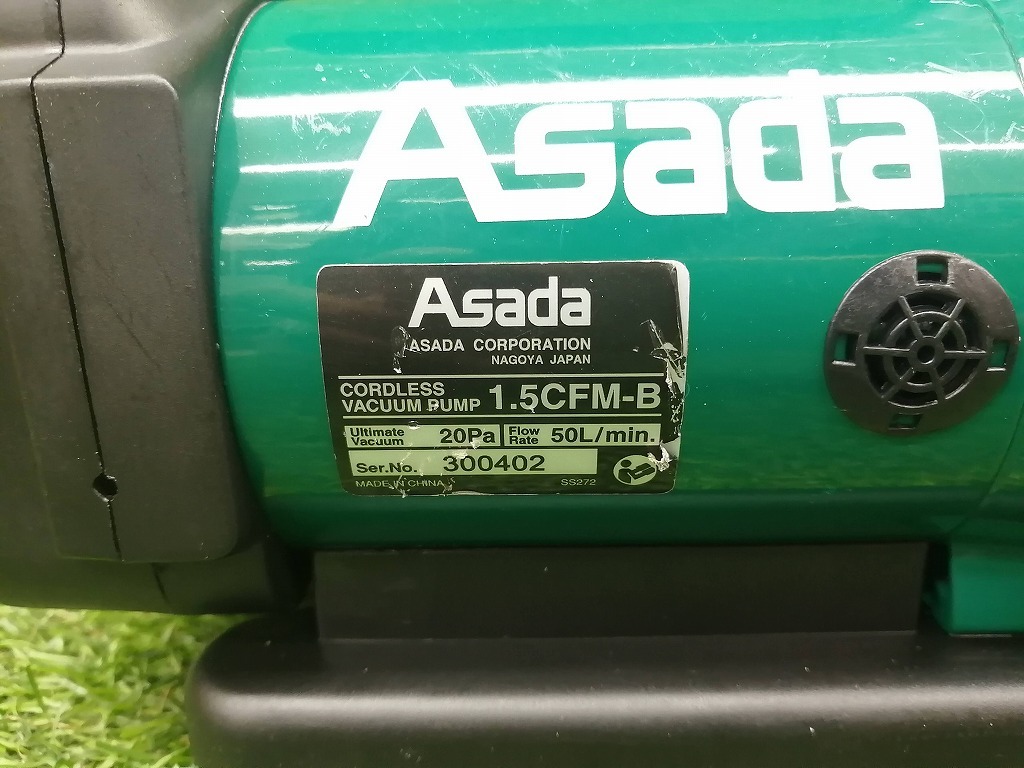 Asada
Asada
ASADA CORPORATION
NAGOYA JAPAN
CORDLESS
VACUUM PUMP 1.5CFM-B
Ultimate Vacuum 20Pa Flow Rate 50L/min.
Ser.No. 300402
MADE IN CHINA SS272